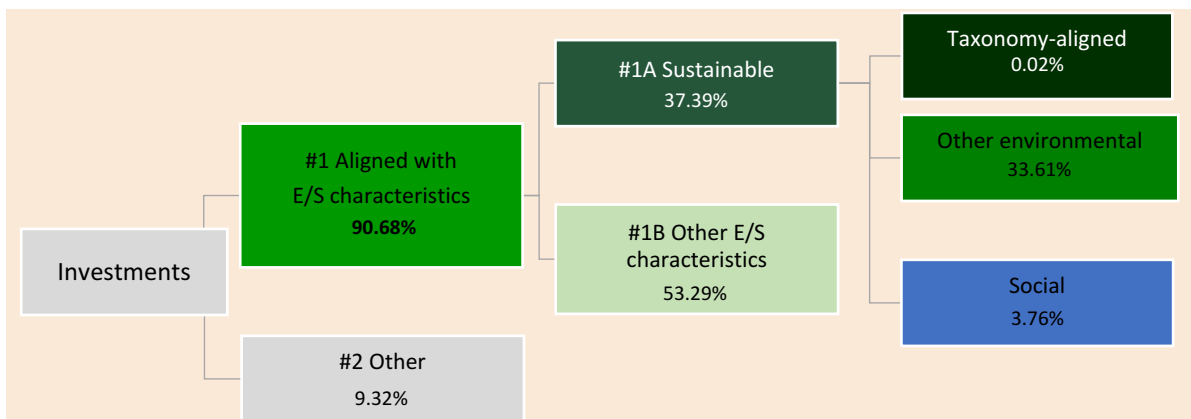 Investments
#1 Aligned with
E/S characteristics
90.68%
#2 Other
9.32%
#1A Sustainable
37.39%
#1B Other E/S
characteristics
53.29%
Taxonomy-aligned
0.02%
Other environmental
33.61%
Social
3.76%